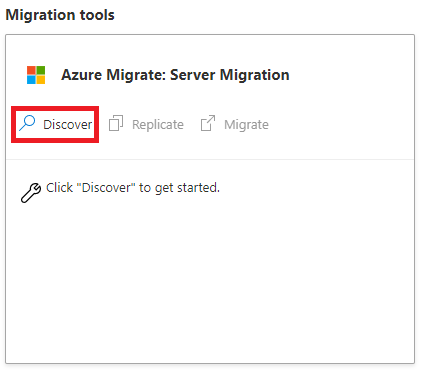 Migration tools
Azure Migrate: Server Migration
Discover Replicate Migrate
Click "Discover" to get started.